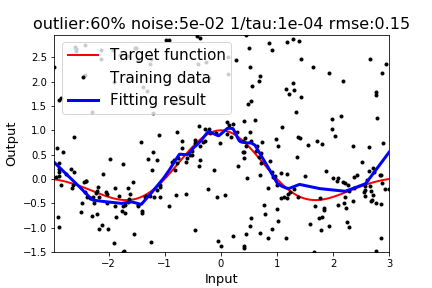 outlier:60% noise:5e-02 1/tau:1e-04 rmse:0.15
Target function
Training data
Fitting result
Output
2.5
2.0
1.5
1.0
0.5
0.0
−0.5
−1.0
−1.5
−2
−1
0
1
2
3
Input